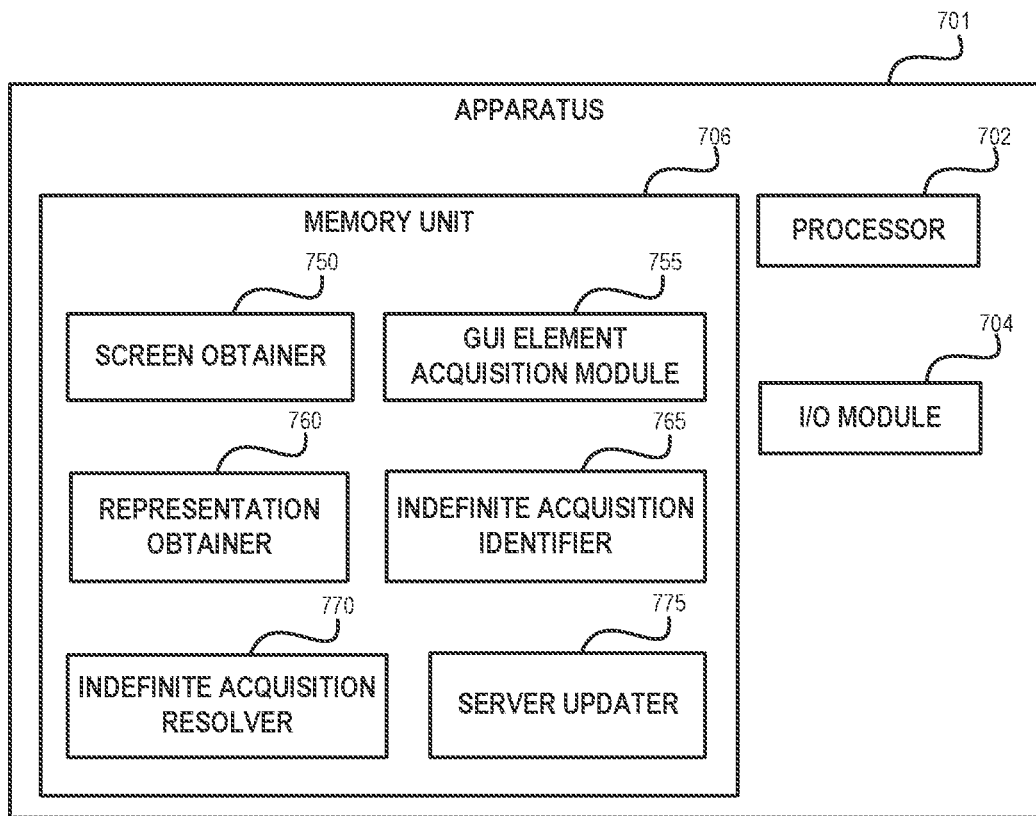 701
APPARATUS
706
702
MEMORY UNIT
PROCESSOR
750
755
SCREEN OBTAINER
GUI ELEMENT
ACQUISITION MODULE
704
I/O MODULE
760
765
REPRESENTATION
OBTAINER
INDEFINITE ACQUISITION
IDENTIFIER
770
775
INDEFINITE ACQUISITION
RESOLVER
SERVER UPDATER